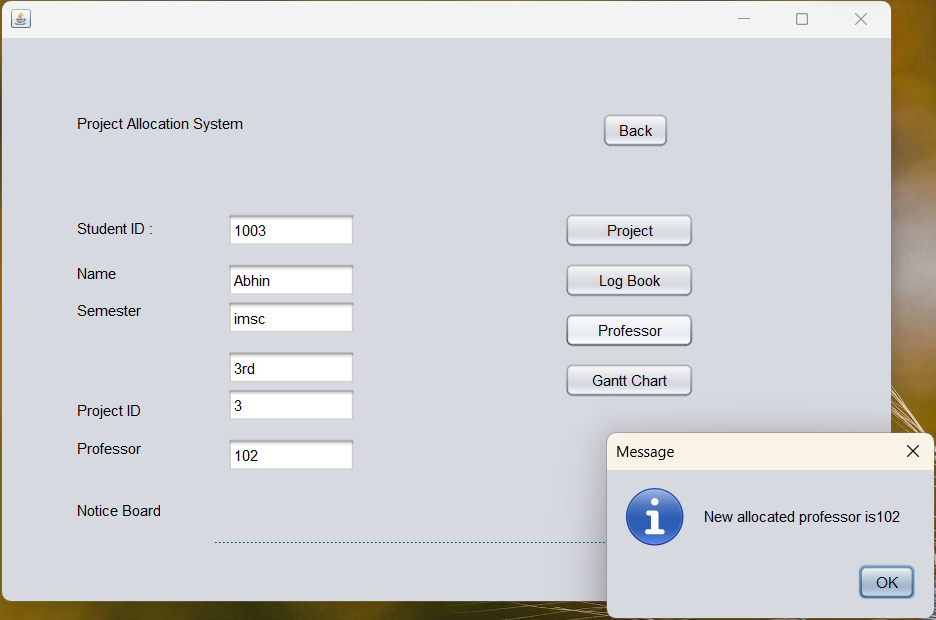 Project Allocation System
Back
Student ID :
1003
Project
Name
Abhin
Log Book
Semester
imsc
Professor
3rd
Gantt Chart
Project ID
3
Professor
102
Notice Board
Message
New allocated professor is102
OK